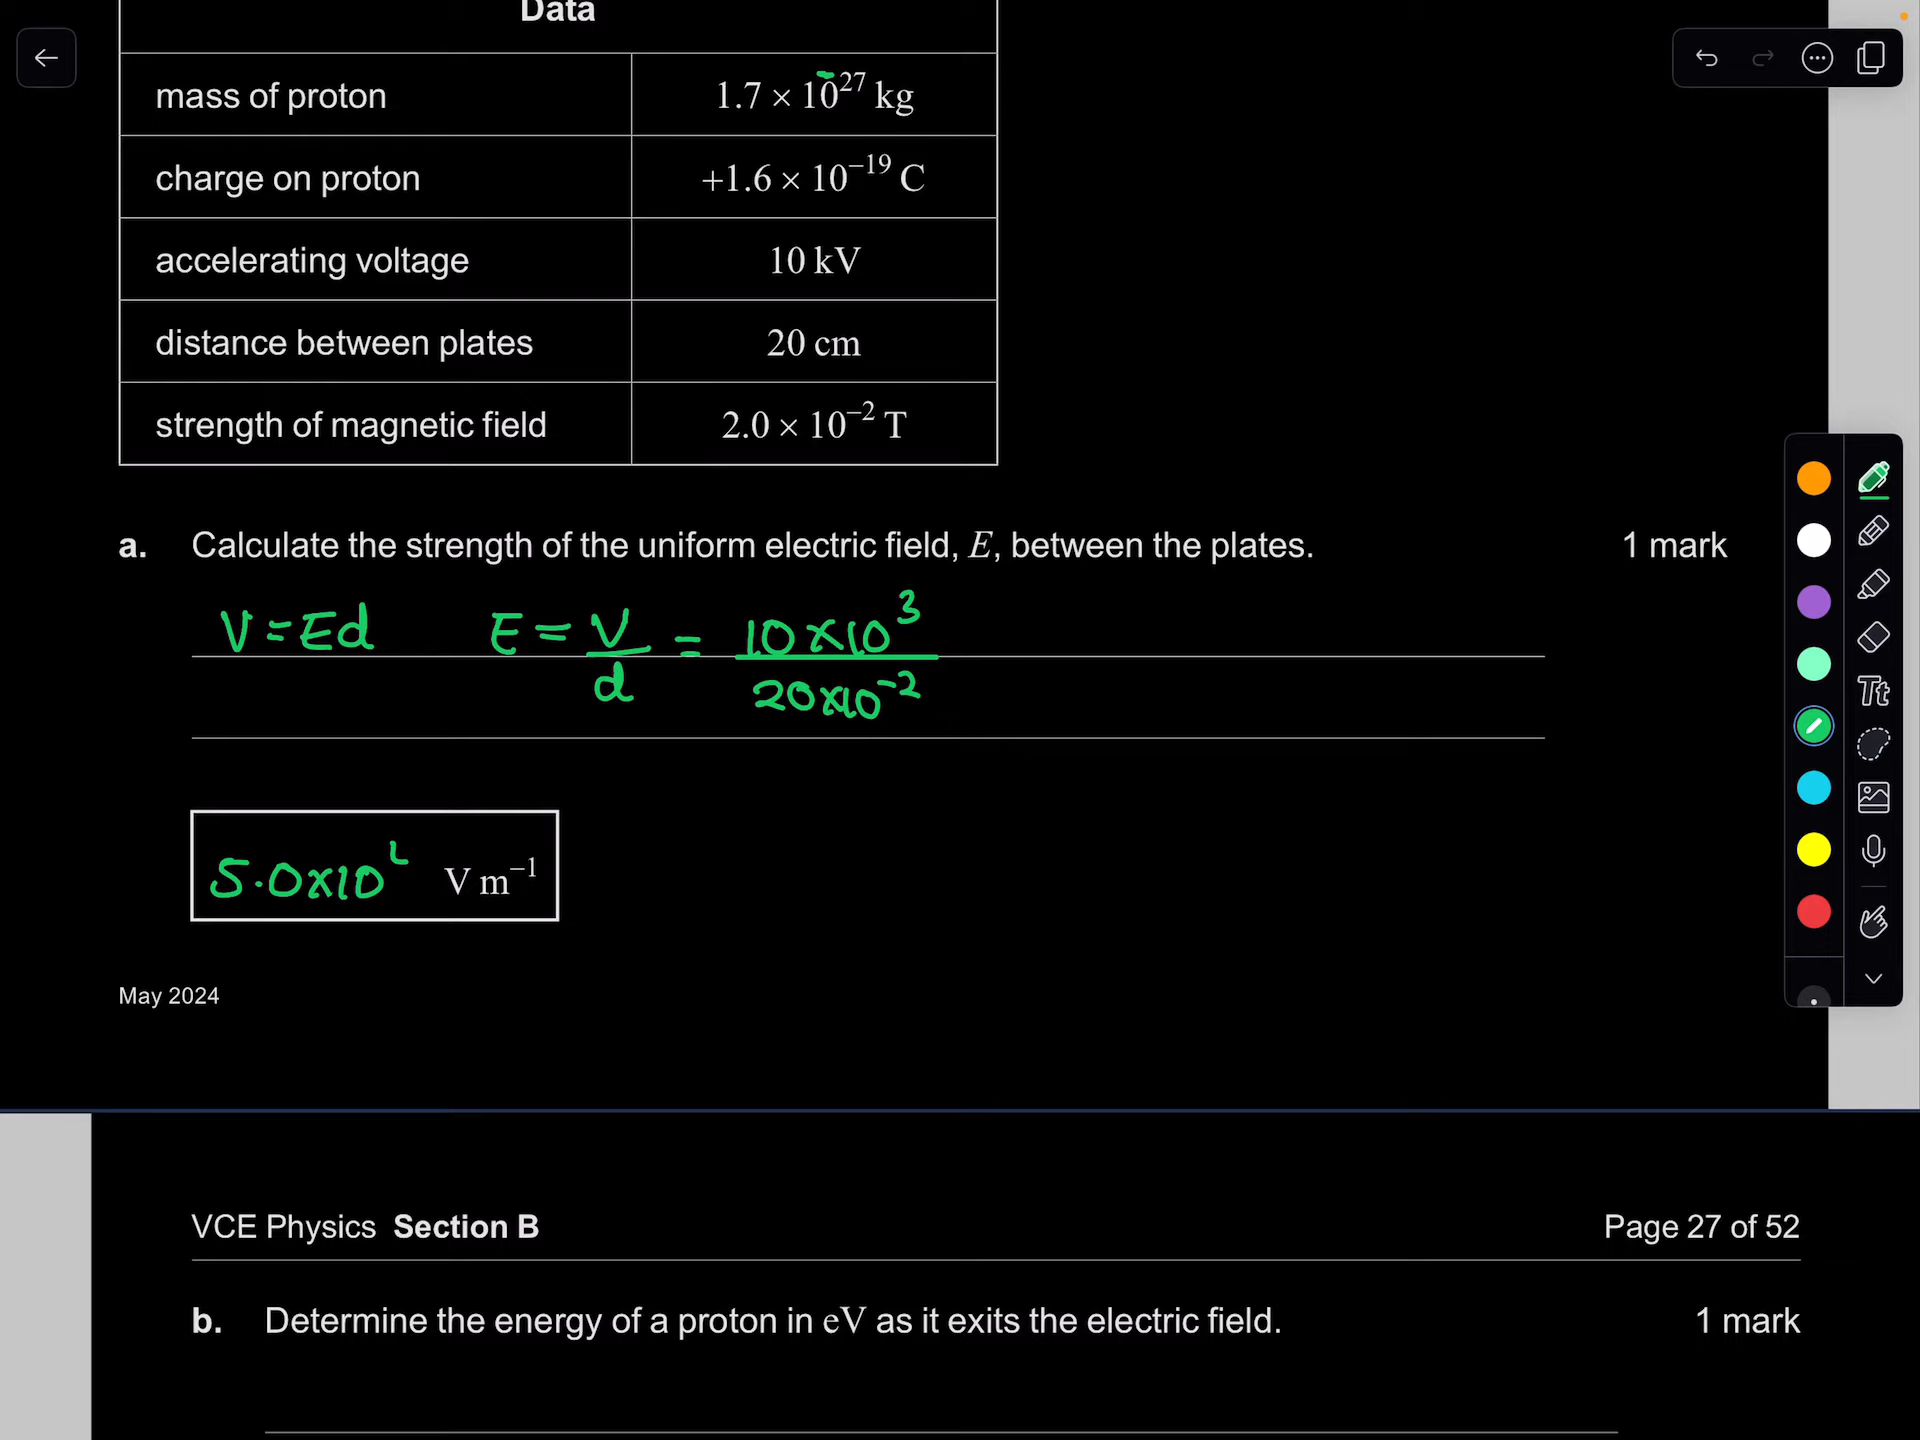 Data
mass of proton 1.7 × 10⁻²⁷ kg
charge on proton +1.6 × 10⁻¹⁹ C
accelerating voltage 10 kV
distance between plates 20 cm
strength of magnetic field 2.0 × 10⁻² T
a. Calculate the strength of the uniform electric field, E, between the plates. 1 mark
V = Ed E = V/d = 10×10³/20×10⁻²
5.0×10 V m⁻¹
May 2024
VCE Physics Section B Page 27 of 52
b. Determine the energy of a proton in eV as it exits the electric field. 1 mark
Tt